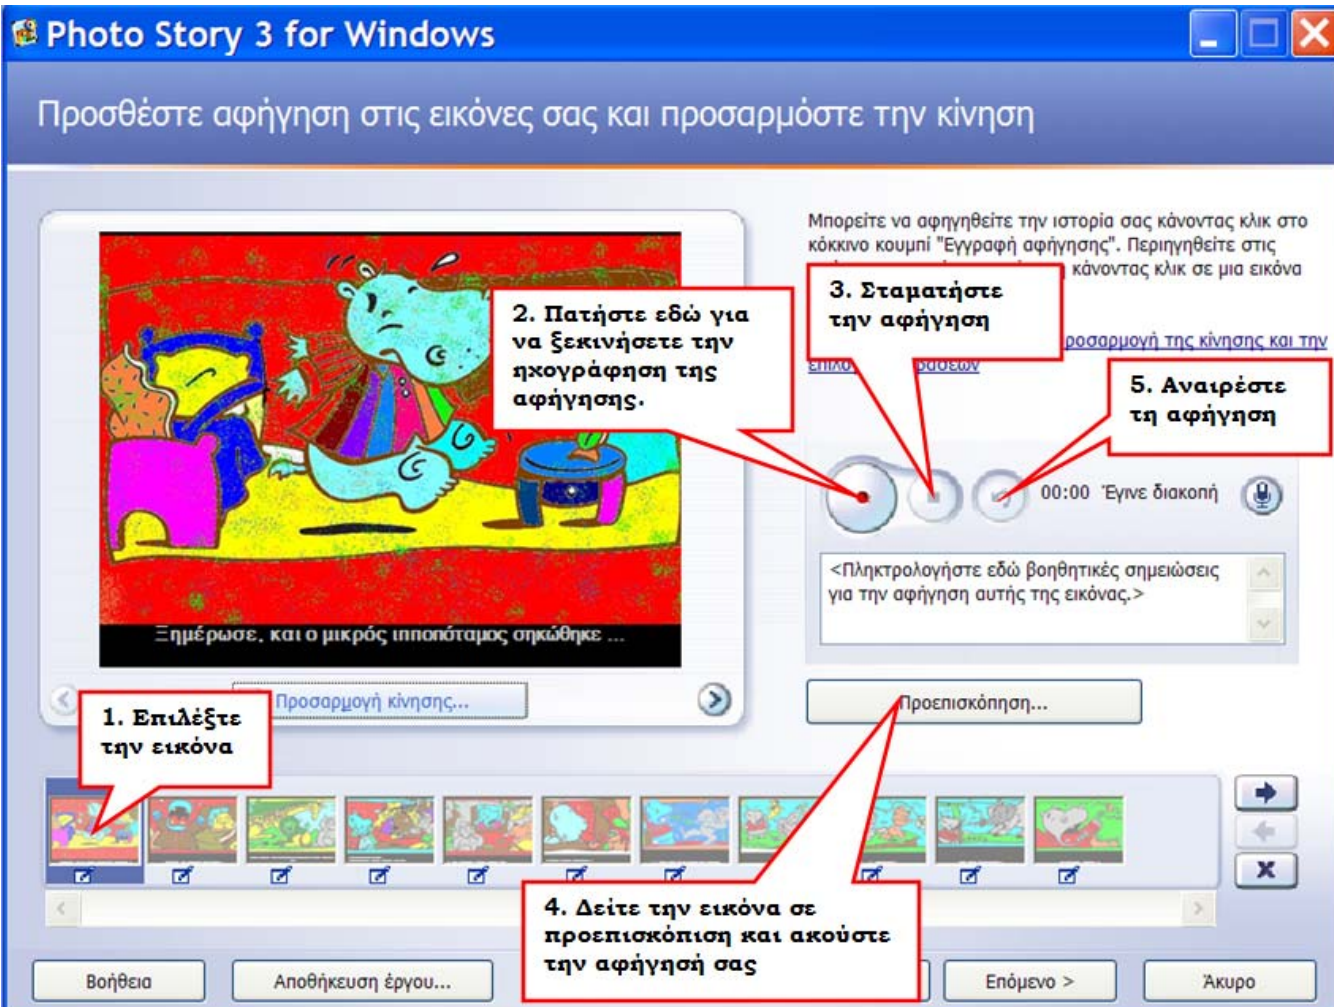 Photo Story 3 for Windows
Προσθέστε αφήγηση στις εικόνες σας και προσαρμόστε την κίνηση
Μπορείτε να αφηγηθείτε την ιστορία σας κάνοντας κλικ στο
κόκκινο κουμπί "Εγγραφή αφήγησης". Περιηγηθείτε στις
κάνοντας κλικ σε μια εικόνα
ροσαρμογή της κίνησης και την
2. Πατήστε εδώ για
να ξεκινήσετε την
ηχογράφηση της
αφήγησης.
3. Σταματήστε
την αφήγηση
5. Αναιρέστε
τη αφήγηση
00:00 Έγινε διακοπή
<Πληκτρολογήστε εδώ βοηθητικές σημειώσεις
για την αφήγηση αυτής της εικόνας.>
Ξημέρωσε, και ο μικρός ιπποπόταμος σηκώθηκε ...
Προσαρμογή κίνησης...
Προεπισκόπηση...
1. Επιλέξτε
την εικόνα
4. Δείτε την εικόνα σε
προεπισκόπιση και ακούστε
την αφήγησή σας
Βοήθεια
Αποθήκευση έργου...
Επόμενο >
Άκυρο